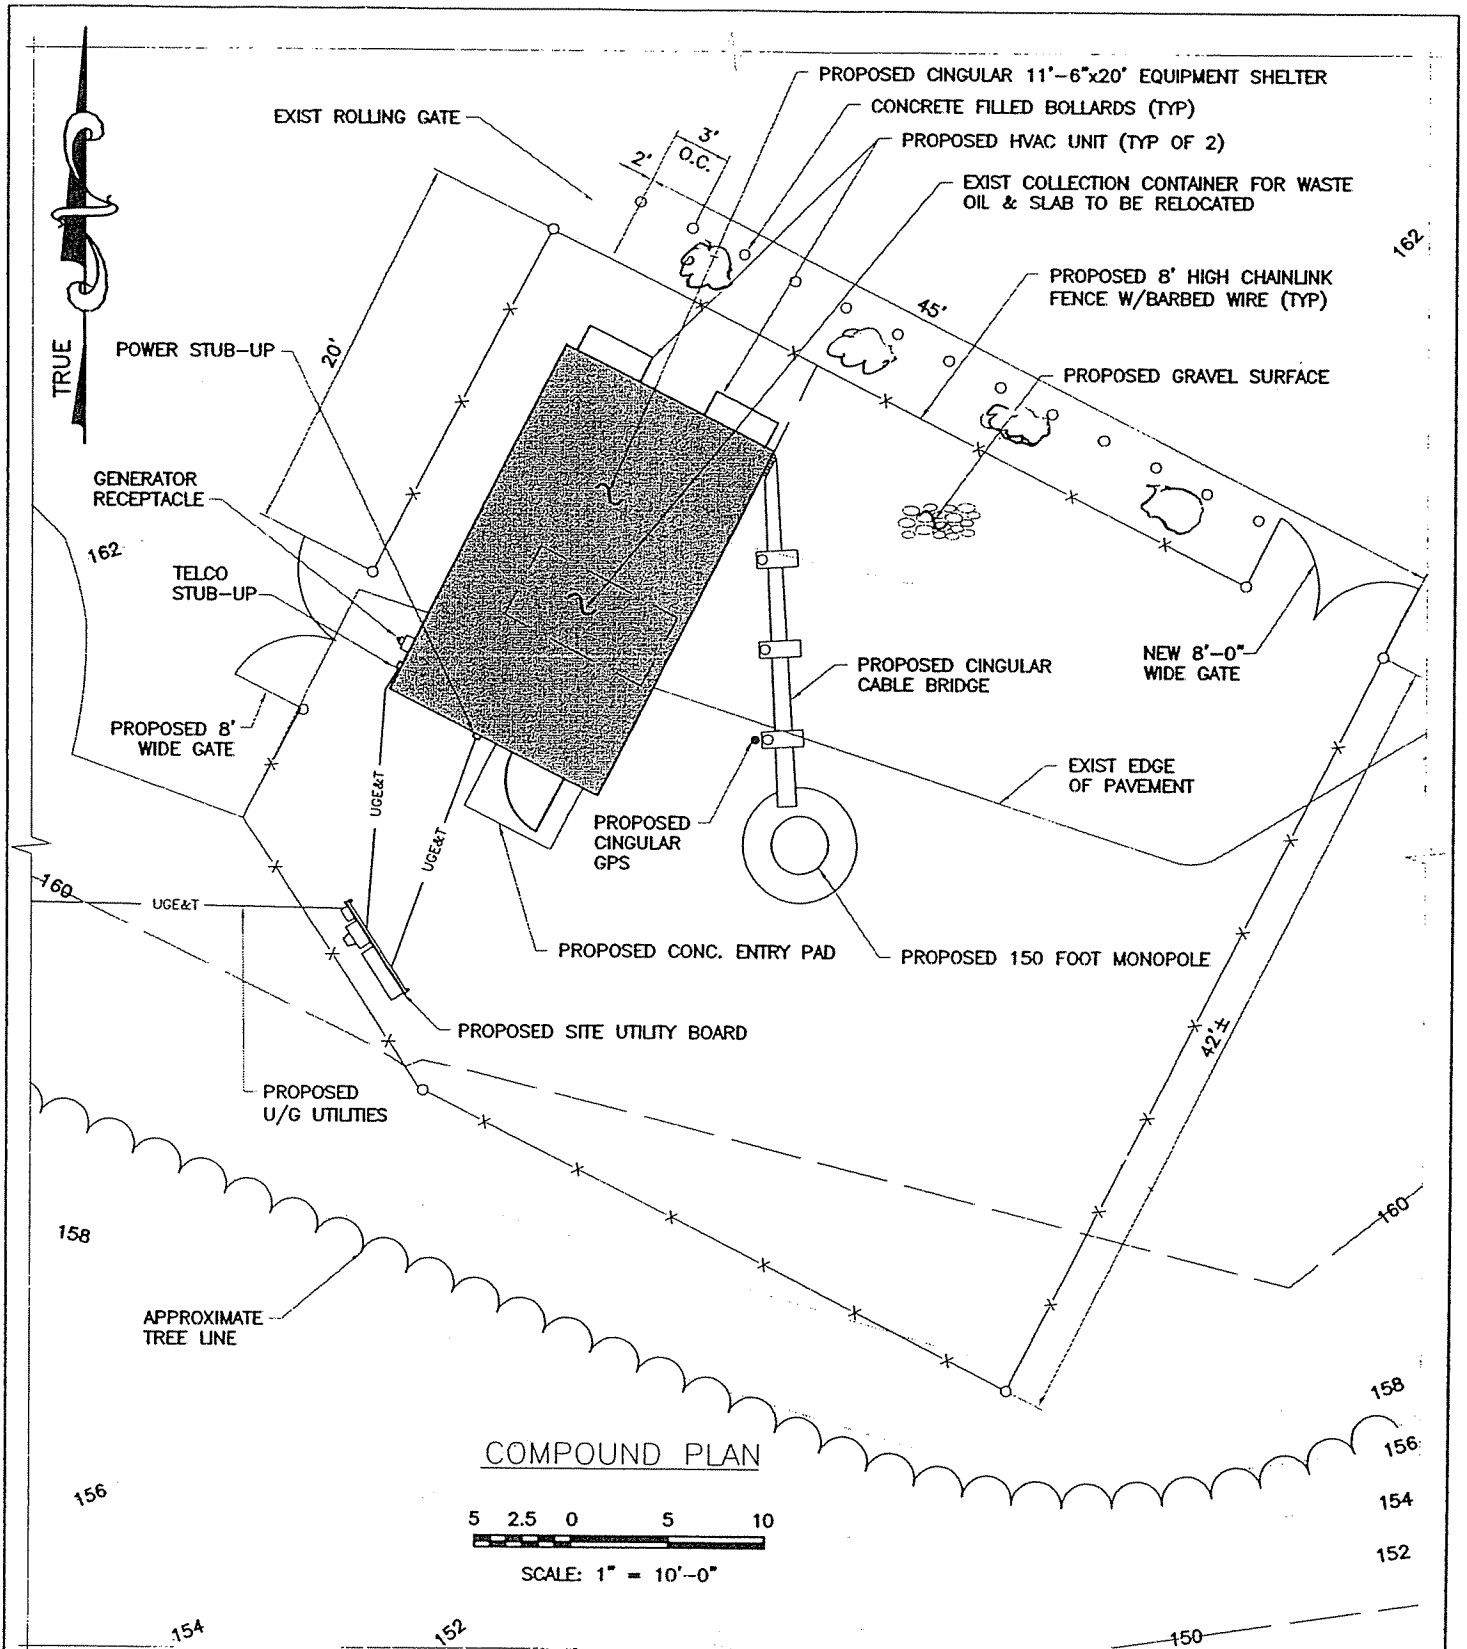 PROPOSED CINGULAR 11'-6"x20' EQUIPMENT SHELTER
CONCRETE FILLED BOLLARDS (TYP)
EXIST ROLLING GATE
PROPOSED HVAC UNIT (TYP OF 2)
3'
O.C.
2'
EXIST COLLECTION CONTAINER FOR WASTE
OIL & SLAB TO BE RELOCATED
162
PROPOSED 8' HIGH CHAINLINK
FENCE W/BARBED WIRE (TYP)
45'
TRUE
POWER STUB-UP
20'
PROPOSED GRAVEL SURFACE
GENERATOR
RECEPTACLE
162
TELCO
STUB-UP
NEW 8'-0"
WIDE GATE
PROPOSED CINGULAR
CABLE BRIDGE
PROPOSED 8'
WIDE GATE
EXIST EDGE
OF PAVEMENT
UGE&T
UGE&T
PROPOSED
CINGULAR
GPS
160
UGE&T
PROPOSED CONC. ENTRY PAD
PROPOSED 150 FOOT MONOPOLE
PROPOSED SITE UTILITY BOARD
42'±
PROPOSED
U/G UTILITIES
160
158
APPROXIMATE
TREE LINE
158
COMPOUND PLAN
156
156
154
5 2.5 0 5 10
152
SCALE: 1" = 10'-0"
154
152
150